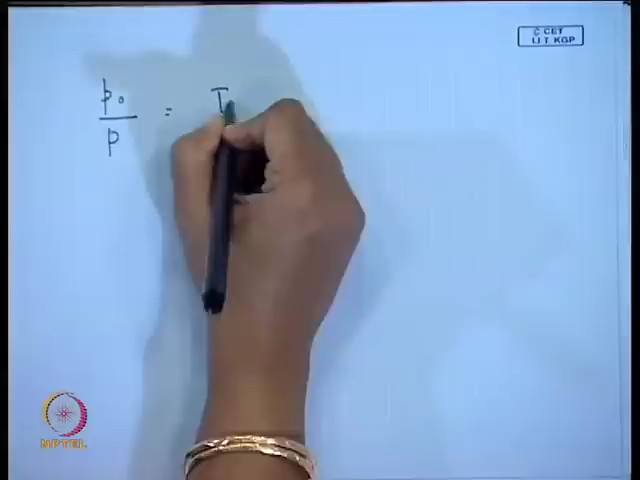 © CET
I.I.T. KGP
p₀/p = T
NPTEL